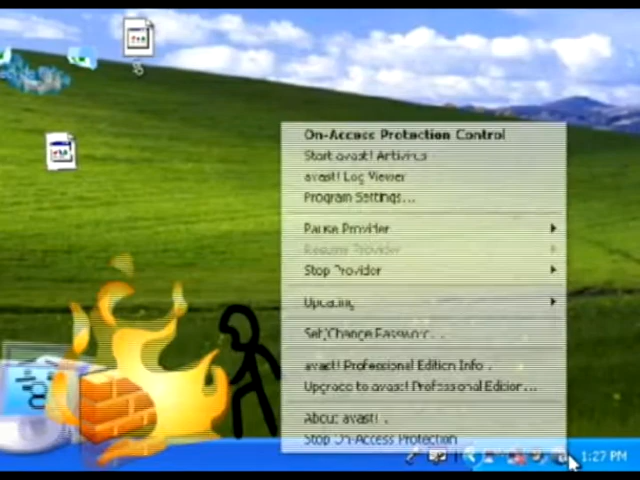 On-Access Protection Control
Start avast! Antivirus
avast! Log Viewer
Program Settings...
Pause Provider
Resume Provider
Stop Provider
Updating
Set/Change Password...
avast! Professional Edition Info...
Upgrade to avast! Professional Edition...
About avast!...
Stop On-Access Protection
1:27 PM